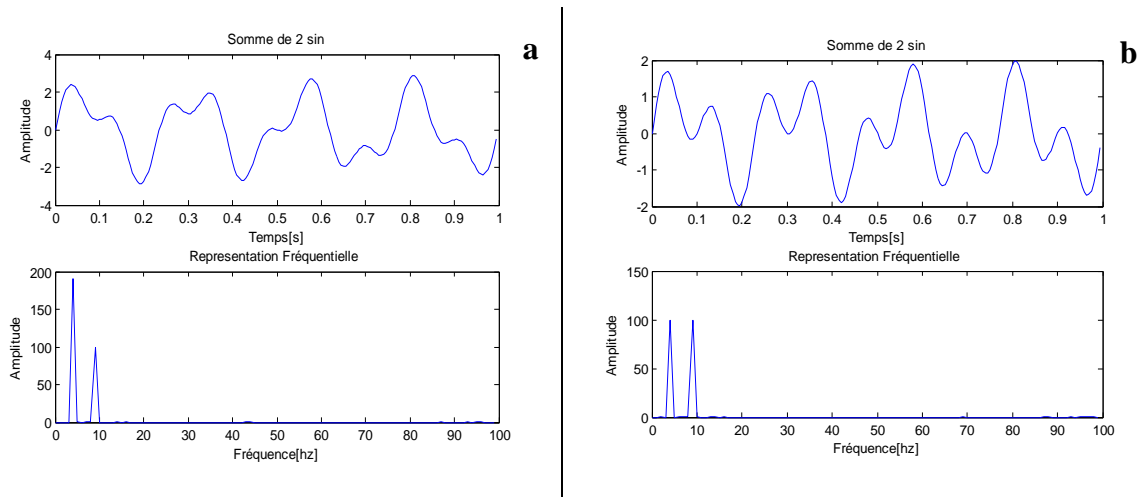 a
Somme de 2 sin
Amplitude
4
2
0
-2
-4
0 0.1 0.2 0.3 0.4 0.5 0.6 0.7 0.8 0.9 1
Temps[s]
Representation Fréquentielle
Amplitude
200
150
100
50
0
0 10 20 30 40 50 60 70 80 90 100
Fréquence[hz]
b
Somme de 2 sin
Amplitude
2
1
0
-1
-2
0 0.1 0.2 0.3 0.4 0.5 0.6 0.7 0.8 0.9 1
Temps[s]
Representation Fréquentielle
Amplitude
150
100
50
0
0 10 20 30 40 50 60 70 80 90 100
Fréquence[hz]